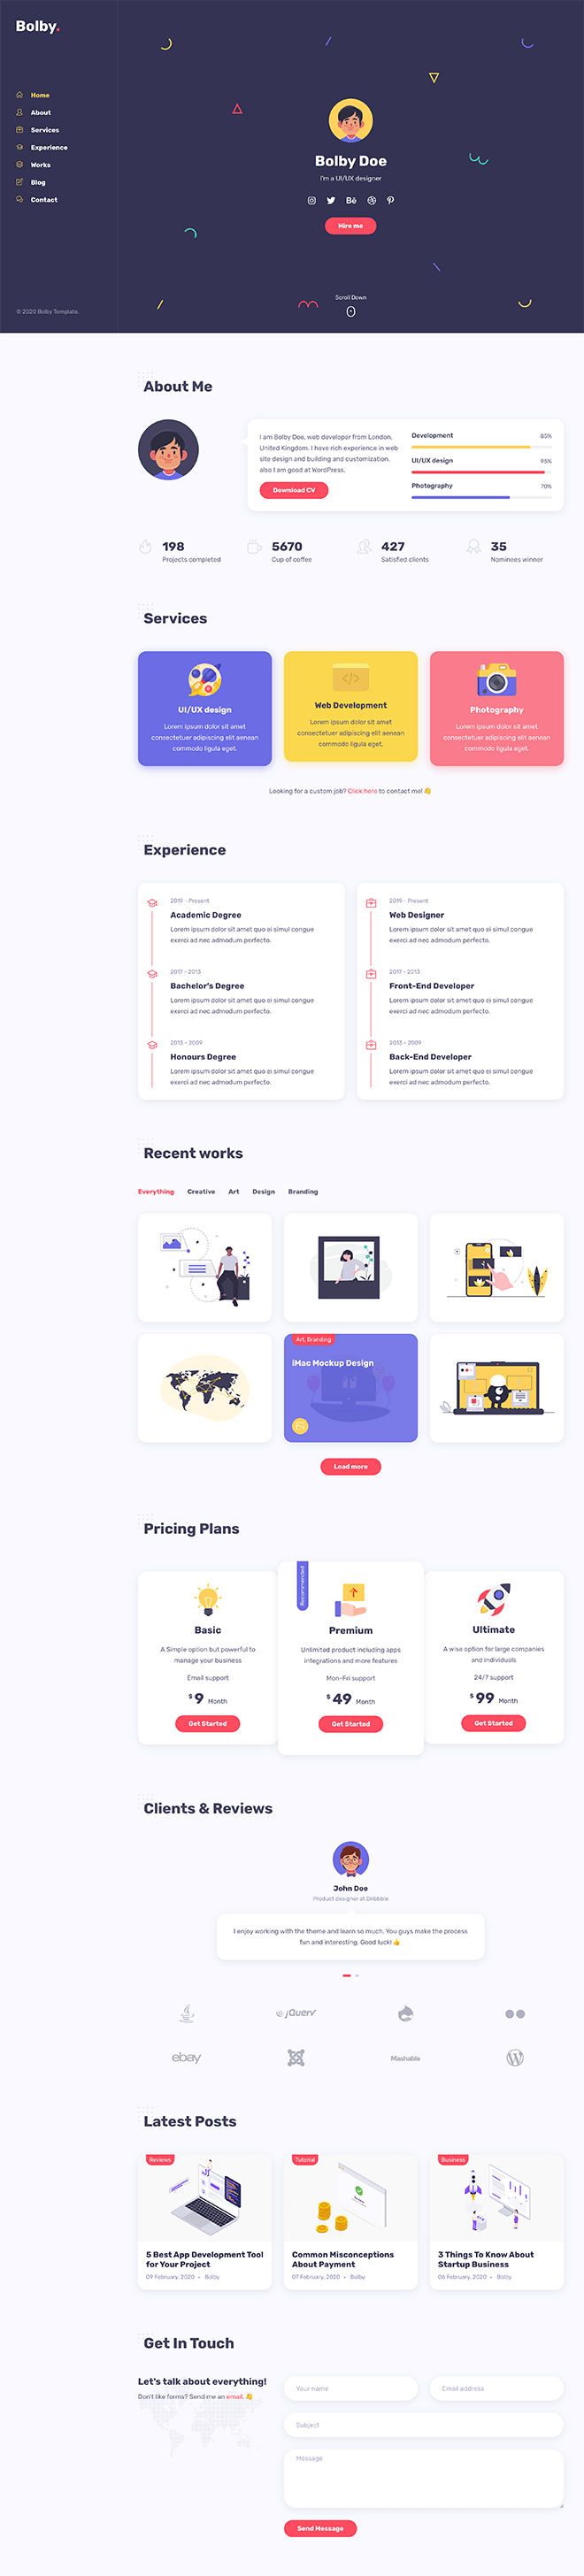 Bolby.
Home
About
Services
Experience
Works
Blog
Contact
© 2020 Bolby Template.
Bolby Doe
I'm a UI/UX designer
Hire me
Scroll Down
About Me
I am Bolby Doe, web developer from London,
United Kingdom. I have rich experience in web
site design and building and customization.
also I am good at WordPress.
Download CV
Development 85%
UI/UX design 95%
Photography 70%
198
Projects completed
5670
Cup of coffee
427
Satisfied clients
35
Nominees winner
Services
UI/UX design
Lorem ipsum dolor sit amet
consectetuer adipiscing elit aenean
commodo ligula eget.
Web Development
Lorem ipsum dolor sit amet
consectetuer adipiscing elit aenean
commodo ligula eget.
Photography
Lorem ipsum dolor sit amet
consectetuer adipiscing elit aenean
commodo ligula eget.
Looking for a custom job? Click here to contact me! 👋
Experience
2019 - Present
Academic Degree
Lorem ipsum dolor sit amet quo ei simul congue
exerci ad nec admodum perfecto.
2017 - 2013
Bachelor's Degree
Lorem ipsum dolor sit amet quo ei simul congue
exerci ad nec admodum perfecto.
2013 - 2009
Honours Degree
Lorem ipsum dolor sit amet quo ei simul congue
exerci ad nec admodum perfecto.
2019 - Present
Web Designer
Lorem ipsum dolor sit amet quo ei simul congue
exerci ad nec admodum perfecto.
2017 - 2013
Front-End Developer
Lorem ipsum dolor sit amet quo ei simul congue
exerci ad nec admodum perfecto.
2013 - 2009
Back-End Developer
Lorem ipsum dolor sit amet quo ei simul congue
exerci ad nec admodum perfecto.
Recent works
Everything Creative Art Design Branding
Art, Branding
iMac Mockup Design
Load more
Pricing Plans
Basic
A Simple option but powerful to
manage your business
Email support
$ 9 Month
Get Started
Recommended
Premium
Unlimited product including apps
integrations and more features
Mon-Fri support
$ 49 Month
Get Started
Ultimate
A wise option for large companies
and individuals
24/7 support
$ 99 Month
Get Started
Clients & Reviews
John Doe
Product designer at Dribbble
I enjoy working with the theme and learn so much. You guys make the process
fun and interesting. Good luck! 👍
jQuery
ebay
Mashable
Latest Posts
Reviews
5 Best App Development Tool
for Your Project
09 February, 2020 • Bolby
Tutorial
Common Misconceptions
About Payment
07 February, 2020 • Bolby
Business
3 Things To Know About
Startup Business
06 February, 2020 • Bolby
Get In Touch
Let's talk about everything!
Don't like forms? Send me an email. 👋
Your name
Email address
Subject
Message
Send Message